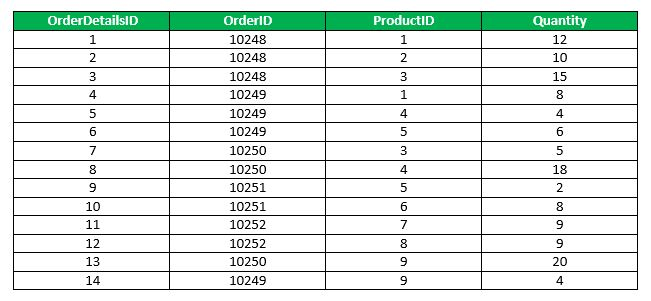 OrderDetailsID OrderID ProductID Quantity
1 10248 1 12
2 10248 2 10
3 10248 3 15
4 10249 1 8
5 10249 4 4
6 10249 5 6
7 10250 3 5
8 10250 4 18
9 10251 5 2
10 10251 6 8
11 10252 7 9
12 10252 8 9
13 10250 9 20
14 10249 9 4